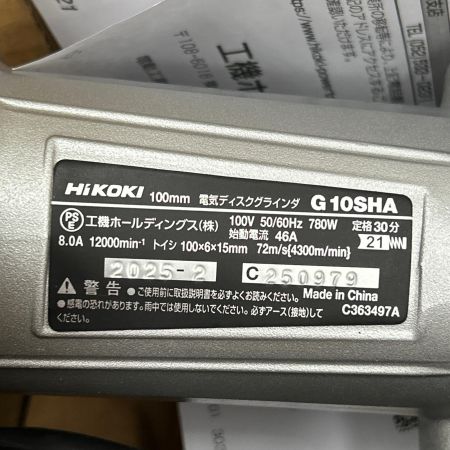 〒108-6018
工機ホ
HiKOKI 100mm 電気ディスクグラインダ G10SHA
PS E 工機ホールディングス(株) 100V 50/60Hz 780W 定格30分
始動電流 46A
8.0A 12000min⁻¹ トイシ 100×6×15mm 72m/s{4300m/min} 21
2025-2 C 250979
⚠ 警告 ●ご使用前に取扱説明書を必ずよくお読みください。 Made in China
●感電の恐れがあります。雨中では使用しないでください。必ずアース(接地)して C363497A
ください。